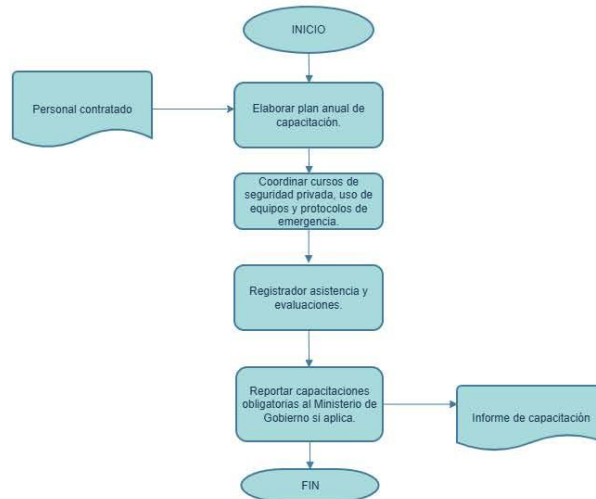 INICIO
Personal contratado
Elaborar plan anual de
capacitación.
Coordinar cursos de
seguridad privada, uso de
equipos y protocolos de
emergencia.
Registrador asistencia y
evaluaciones.
Reportar capacitaciones
obligatorias al Ministerio de
Gobierno si aplica.
Informe de capacitación
FIN